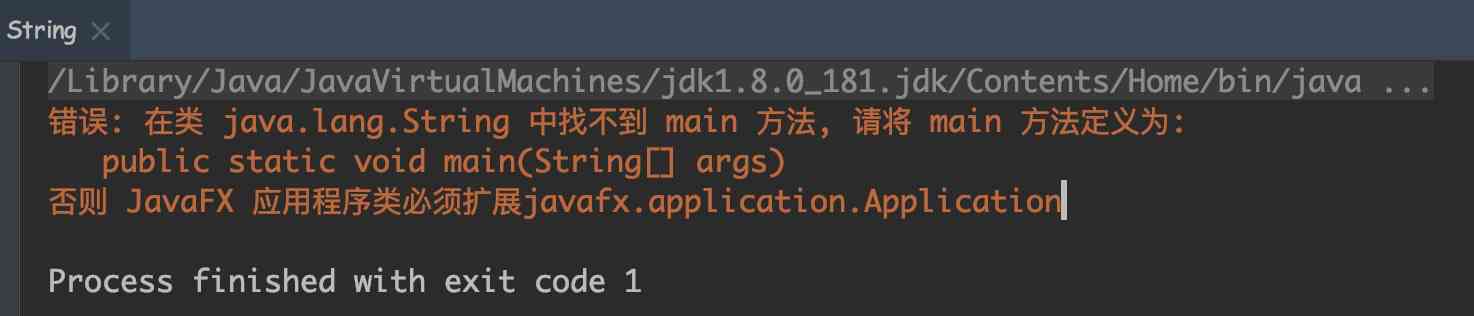 String
/Library/Java/JavaVirtualMachines/jdk1.8.0_181.jdk/Contents/Home/bin/java ...
错误: 在类 java.lang.String 中找不到 main 方法, 请将 main 方法定义为:
public static void main(String[] args)
否则 JavaFX 应用程序类必须扩展javafx.application.Application
Process finished with exit code 1